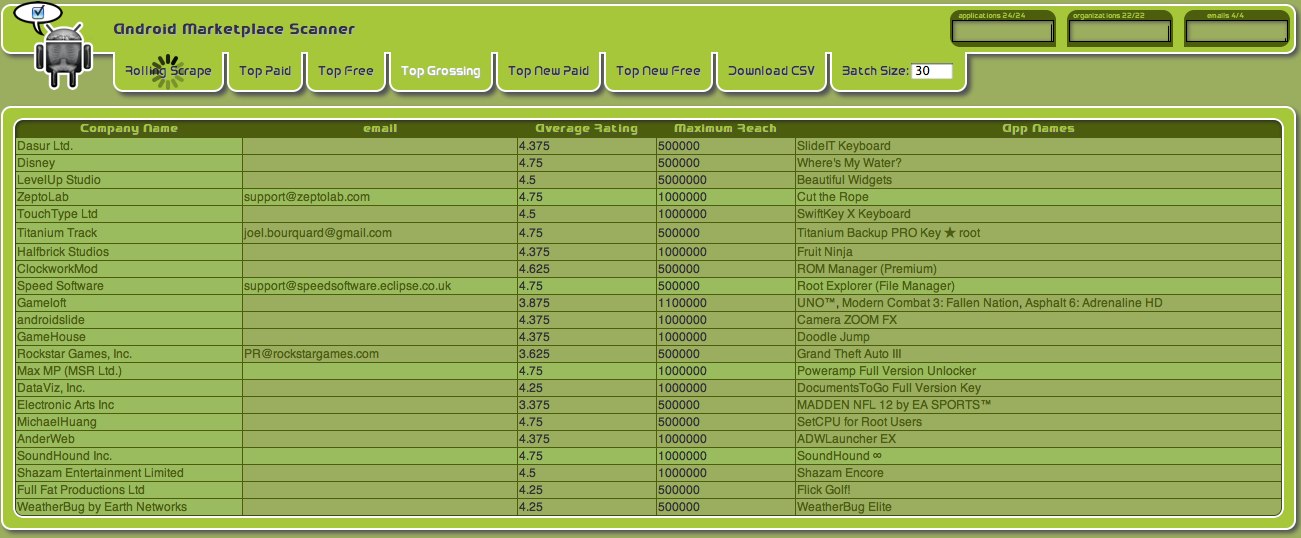 Android Marketplace Scanner
applications 24/24 organizations 22/22 emails 4/4
Rolling Scrape Top Paid Top Free Top Grossing Top New Paid Top New Free Download CSV Batch Size: 30
Company Name email Average Rating Maximum Reach App Names
Dasur Ltd. 4.375 500000 SlideIT Keyboard
Disney 4.75 500000 Where's My Water?
LevelUp Studio 4.5 5000000 Beautiful Widgets
ZeptoLab support@zeptolab.com 4.75 1000000 Cut the Rope
TouchType Ltd 4.5 1000000 SwiftKey X Keyboard
Titanium Track joel.bourquard@gmail.com 4.75 500000 Titanium Backup PRO Key ★ root
Halfbrick Studios 4.375 1000000 Fruit Ninja
ClockworkMod 4.625 500000 ROM Manager (Premium)
Speed Software support@speedsoftware.eclipse.co.uk 4.75 500000 Root Explorer (File Manager)
Gameloft 3.875 1100000 UNO™, Modern Combat 3: Fallen Nation, Asphalt 6: Adrenaline HD
androidslide 4.375 1000000 Camera ZOOM FX
GameHouse 4.375 1000000 Doodle Jump
Rockstar Games, Inc. PR@rockstargames.com 3.625 500000 Grand Theft Auto III
Max MP (MSR Ltd.) 4.75 1000000 Poweramp Full Version Unlocker
DataViz, Inc. 4.25 1000000 DocumentsToGo Full Version Key
Electronic Arts Inc 3.375 500000 MADDEN NFL 12 by EA SPORTS™
MichaelHuang 4.75 500000 SetCPU for Root Users
AnderWeb 4.375 1000000 ADWLauncher EX
SoundHound Inc. 4.75 1000000 SoundHound ∞
Shazam Entertainment Limited 4.5 1000000 Shazam Encore
Full Fat Productions Ltd 4.25 500000 Flick Golf!
WeatherBug by Earth Networks 4.25 500000 WeatherBug Elite